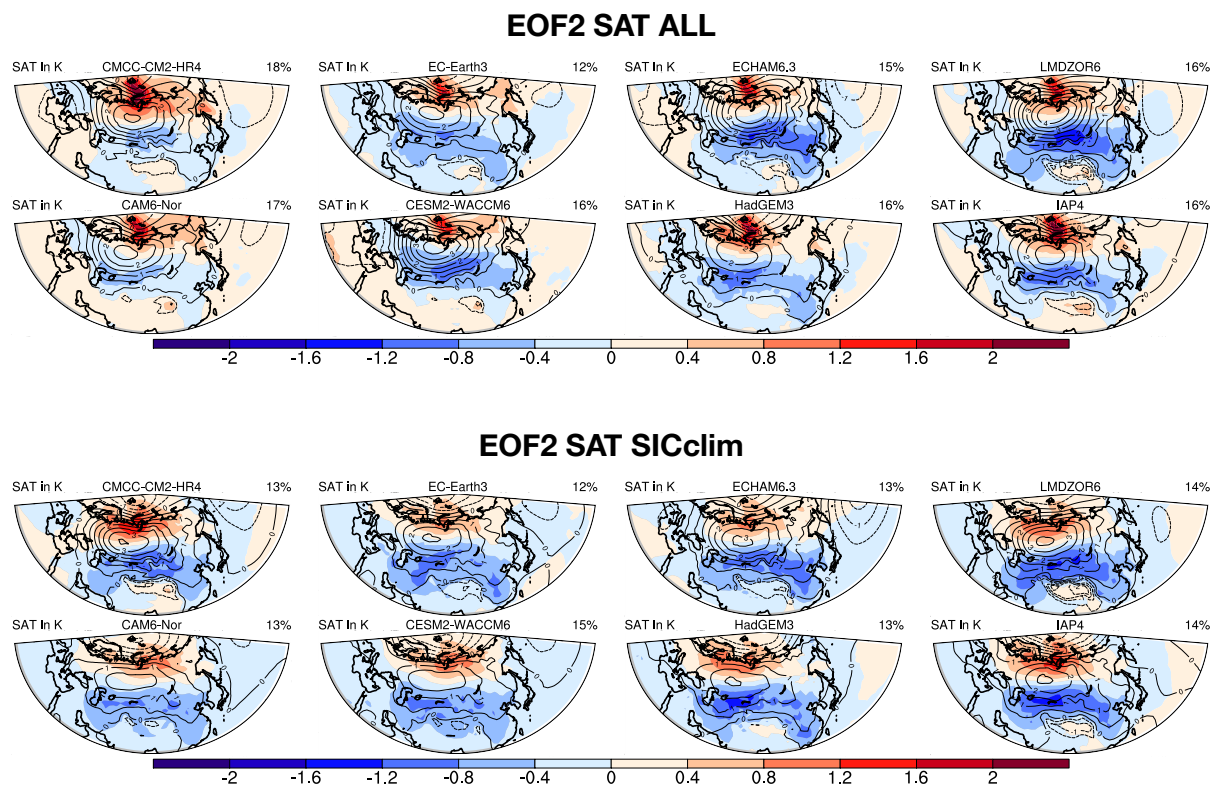 EOF2 SAT ALL
SAT In K CMCC-CM2-HR4 18% SAT in K EC-Earth3 12% SAT in K ECHAM6.3 15% SAT In K LMDZOR6 16%
SAT In K CAM6-Nor 17% SAT In K CESM2-WACCM6 16% SAT In K HadGEM3 16% SAT In K IAP4 16%
-2 -1.6 -1.2 -0.8 -0.4 0 0.4 0.8 1.2 1.6 2
EOF2 SAT SICclim
SAT in K CMCC-CM2-HR4 13% SAT in K EC-Earth3 12% SAT in K ECHAM6.3 13% SAT in K LMDZOR6 14%
SAT In K CAM6-Nor 13% SAT In K CESM2-WACCM6 15% SAT In K HadGEM3 13% SAT In K IAP4 14%
-2 -1.6 -1.2 -0.8 -0.4 0 0.4 0.8 1.2 1.6 2